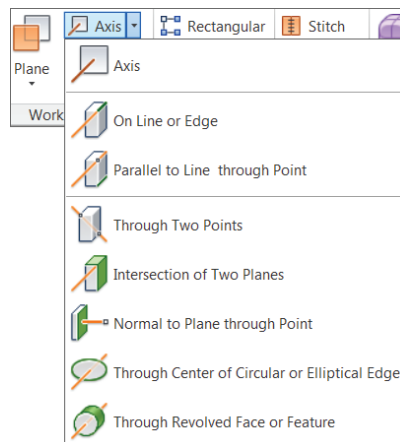 Axis
Rectangular
Stitch
Plane
Work
Axis
On Line or Edge
Parallel to Line through Point
Through Two Points
Intersection of Two Planes
Normal to Plane through Point
Through Center of Circular or Elliptical Edge
Through Revolved Face or Feature